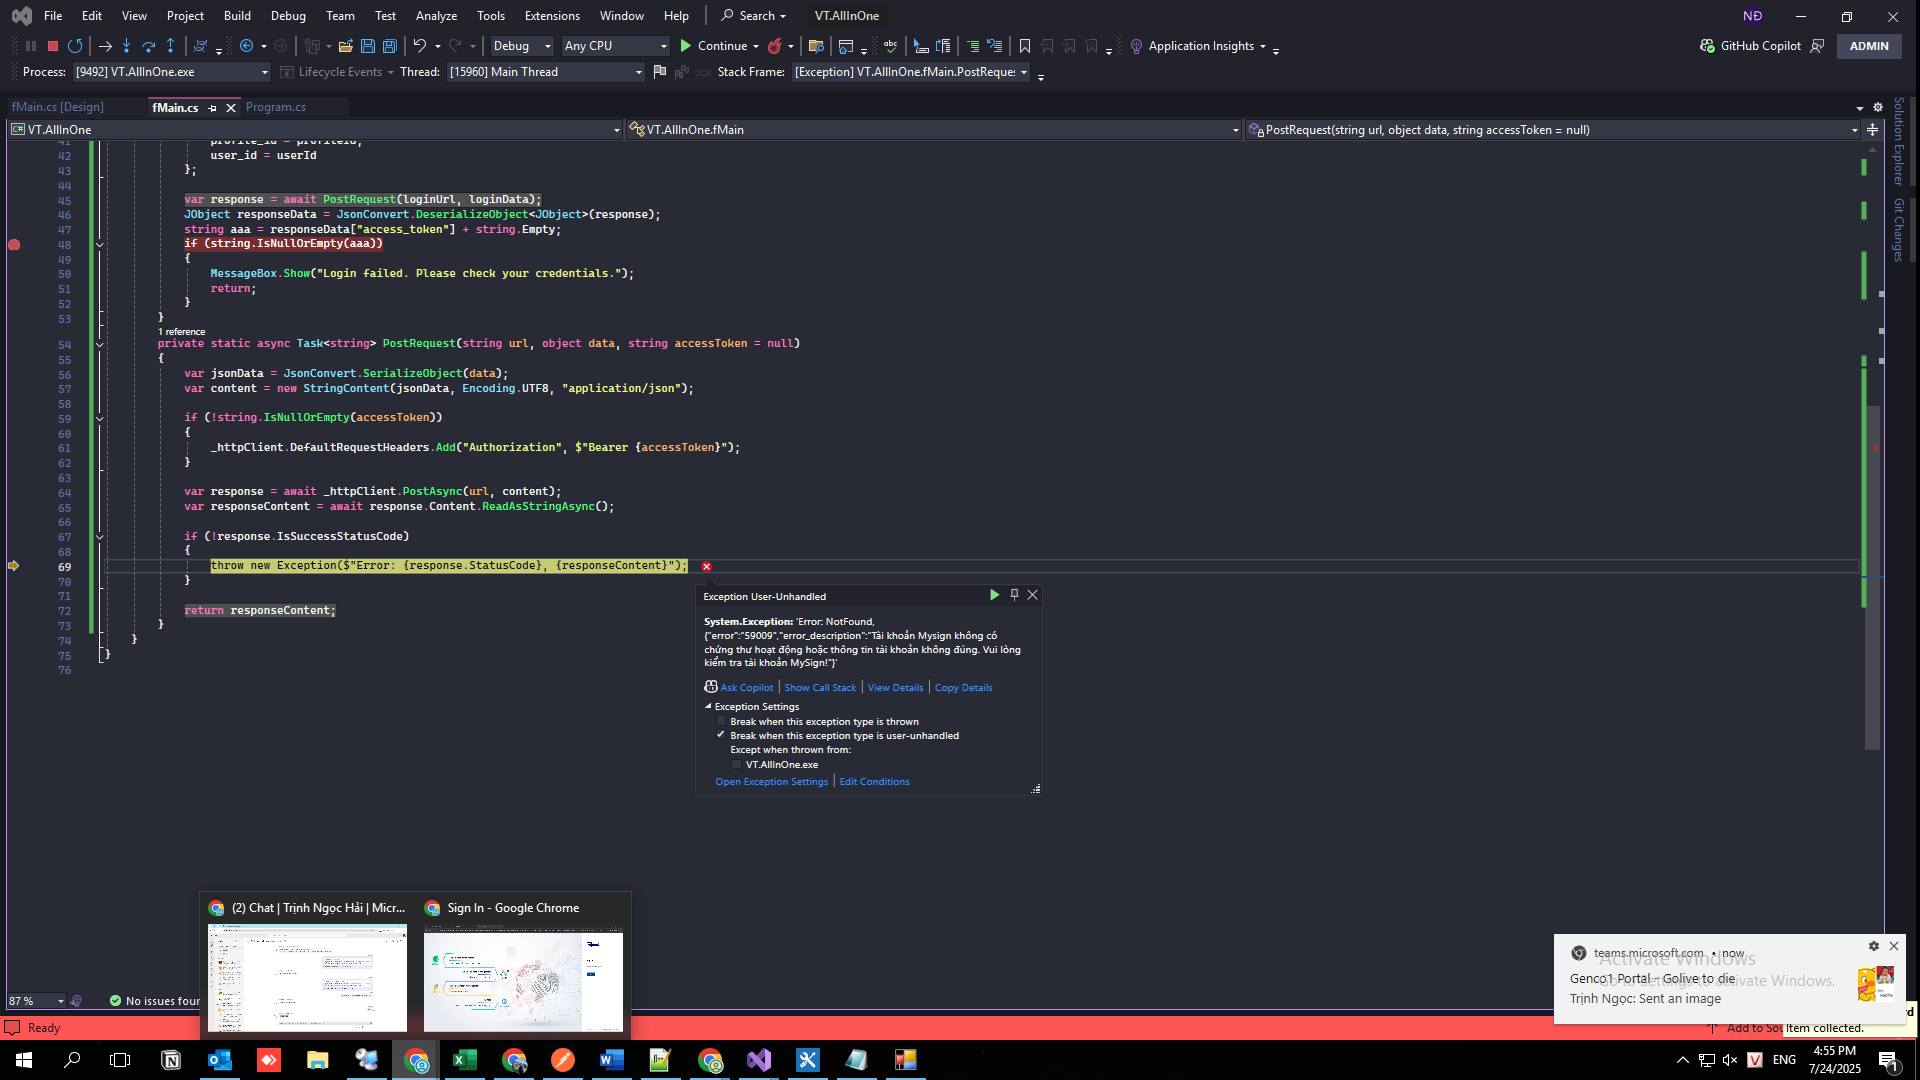 File Edit View Project Build Debug Team Test Analyze Tools Extensions Window Help Search VT.AllInOne NĐ
Debug Any CPU Continue Application Insights GitHub Copilot ADMIN
Process: [9492] VT.AllInOne.exe Lifecycle Events Thread: [15960] Main Thread Stack Frame: [Exception] VT.AllInOne.fMain.PostReques
fMain.cs [Design] fMain.cs Program.cs
C# VT.AllInOne VT.AllInOne.fMain PostRequest(string url, object data, string accessToken = null)
Solution Explorer
Git Changes
41 profile_id = profileId,
42 user_id = userId
43 };
44
45 var response = await PostRequest(loginUrl, loginData);
46 JObject responseData = JsonConvert.DeserializeObject<JObject>(response);
47 string aaa = responseData["access_token"] + string.Empty;
48 if (string.IsNullOrEmpty(aaa))
49 {
50 MessageBox.Show("Login failed. Please check your credentials.");
51 return;
52 }
53 }
1 reference
54 private static async Task<string> PostRequest(string url, object data, string accessToken = null)
55 {
56 var jsonData = JsonConvert.SerializeObject(data);
57 var content = new StringContent(jsonData, Encoding.UTF8, "application/json");
58
59 if (!string.IsNullOrEmpty(accessToken))
60 {
61 _httpClient.DefaultRequestHeaders.Add("Authorization", $"Bearer {accessToken}");
62 }
63
64 var response = await _httpClient.PostAsync(url, content);
65 var responseContent = await response.Content.ReadAsStringAsync();
66
67 if (!response.IsSuccessStatusCode)
68 {
69 throw new Exception($"Error: {response.StatusCode}, {responseContent}");
70 }
71
72 return responseContent;
73 }
74 }
75 }
76
Exception User-Unhandled
System.Exception: 'Error: NotFound,
{"error":"59009","error_description":"Tài khoản Mysign không có
chứng thư hoạt động hoặc thông tin tài khoản không đúng. Vui lòng
kiểm tra tài khoản MySign!"}'
Ask Copilot Show Call Stack View Details Copy Details
Exception Settings
Break when this exception type is thrown
Break when this exception type is user-unhandled
Except when thrown from:
VT.AllInOne.exe
Open Exception Settings Edit Conditions
(2) Chat | Trịnh Ngọc Hải | Micr... Sign In - Google Chrome
teams.microsoft.com • now
Activate Windows
Genco1 Portal - Golive to die
Go to Settings to activate Windows.
Trịnh Ngọc: Sent an image
87 % No issues four
Ready Add to Sou Item collected.
4:55 PM
ENG
7/24/2025
1